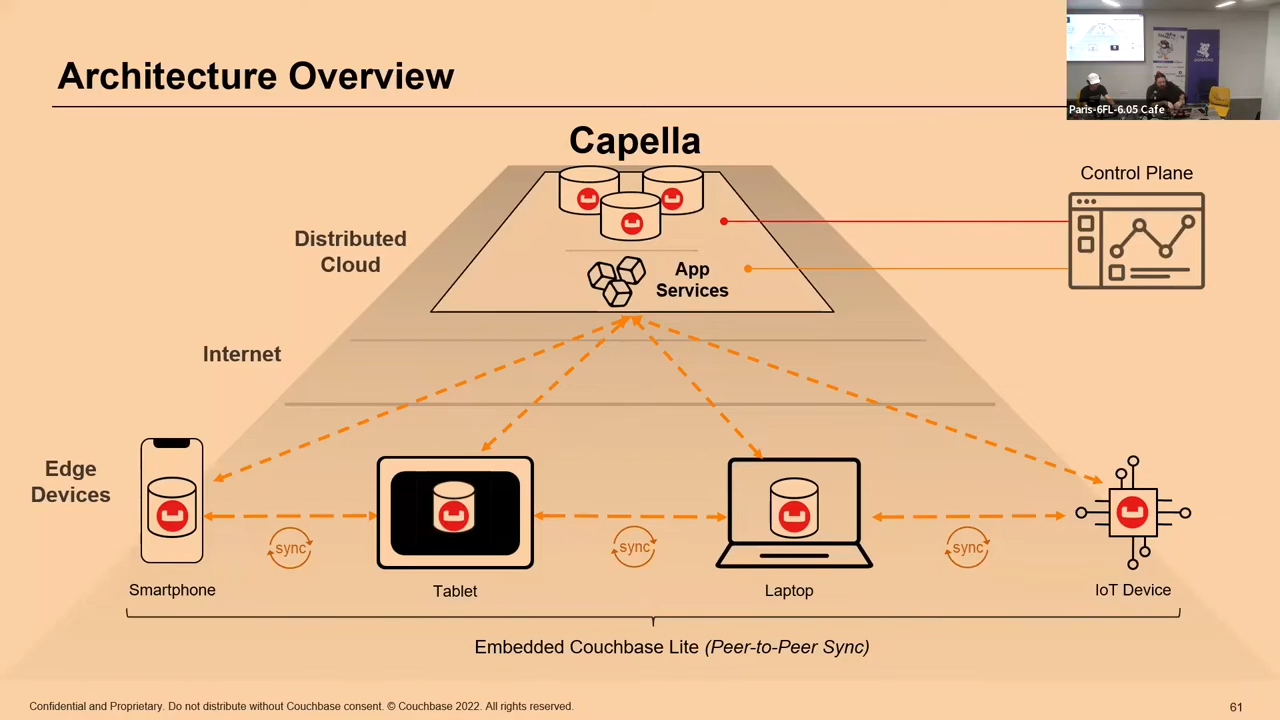 Architecture Overview
Paris-6FL-6.05 Cafe
Capella
Control Plane
Distributed
Cloud
App
Services
Internet
Edge
Devices
sync
sync
sync
Smartphone
Tablet
Laptop
IoT Device
Embedded Couchbase Lite (Peer-to-Peer Sync)
Confidential and Proprietary. Do not distribute without Couchbase consent. © Couchbase 2022. All rights reserved.
61